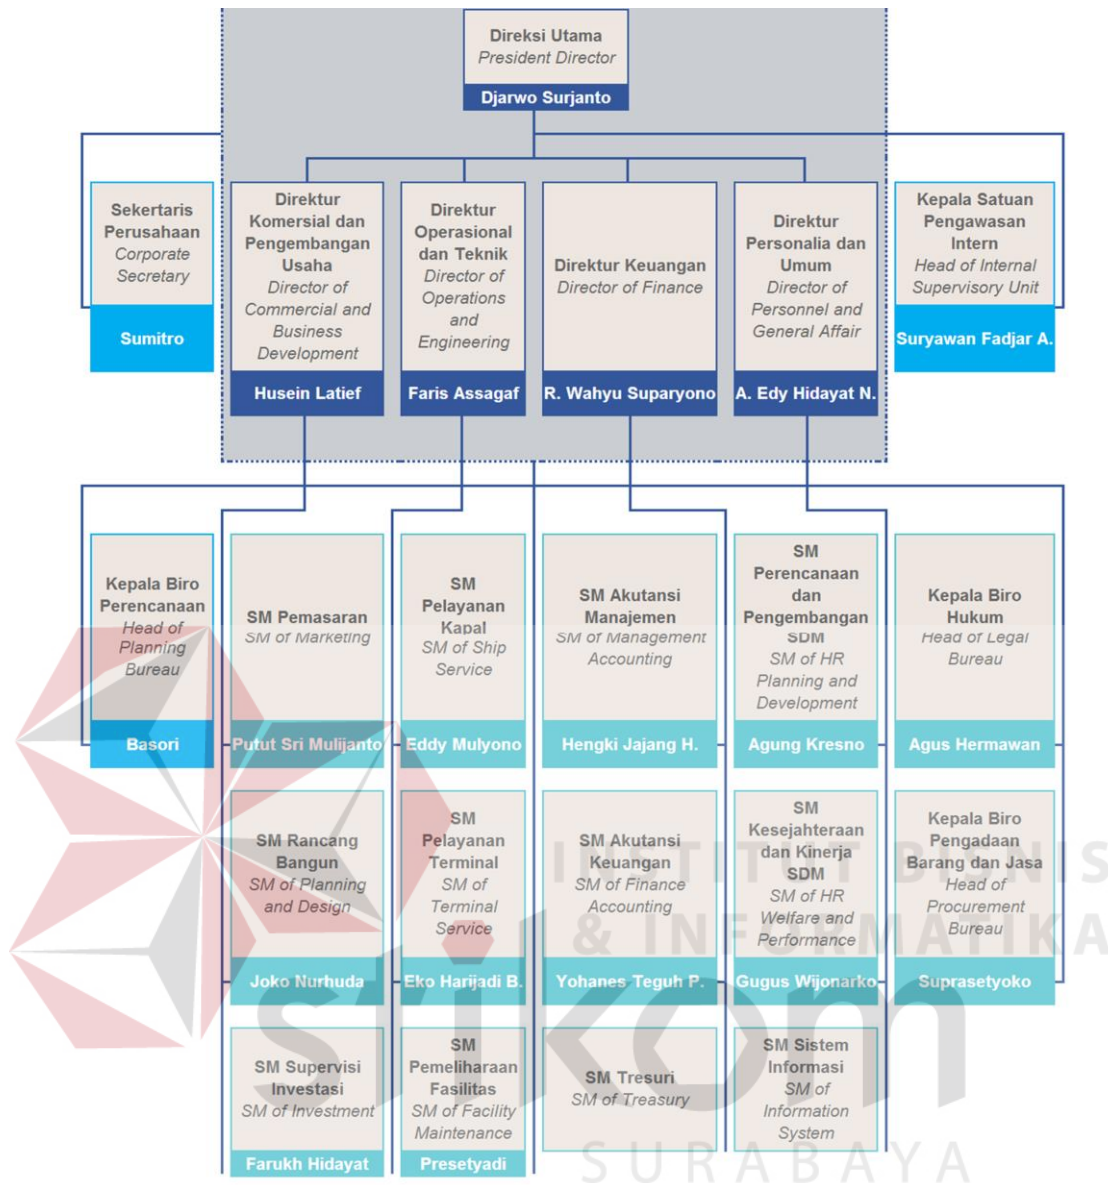 Direksi Utama
President Director
Djarwo Surjanto
Sekertaris
Perusahaan
Corporate
Secretary
Sumitro
Direktur
Komersial dan
Pengembangan
Usaha
Director of
Commercial and
Business
Development
Husein Latief
Direktur
Operasional
dan Teknik
Director of
Operations
and
Engineering
Faris Assagaf
Direktur Keuangan
Director of Finance
R. Wahyu Suparyono
Direktur
Personalia dan
Umum
Director of
Personnel and
General Affair
A. Edy Hidayat N.
Kepala Satuan
Pengawasan
Intern
Head of Internal
Supervisory Unit
Suryawan Fadjar A.
Kepala Biro
Perencanaan
Head of
Planning
Bureau
Basori
SM Pemasaran
SM of Marketing
Putut Sri Mulijanto
SM
Pelayanan
Kapal
SM of Ship
Service
Eddy Mulyono
SM Akutansi
Manajemen
SM of Management
Accounting
Hengki Jajang H.
SM
Perencanaan
dan
Pengembangan
SDM
SM of HR
Planning and
Development
Agung Kresno
Kepala Biro
Hukum
Head of Legal
Bureau
Agus Hermawan
SM Rancang
Bangun
SM of Planning
and Design
Joko Nurhuda
SM
Pelayanan
Terminal
SM of
Terminal
Service
Eko Harijadi B.
SM Akutansi
Keuangan
SM of Finance
Accounting
Yohanes Teguh P.
SM
Kesejahteraan
dan Kinerja
SDM
SM of HR
Welfare and
Performance
Gugus Wijonarko
Kepala Biro
Pengadaan
Barang dan Jasa
Head of
Procurement
Bureau
Suprasetyoko
SM Supervisi
Investasi
SM of Investment
Farukh Hidayat
SM
Pemeliharaan
Fasilitas
SM of Facility
Maintenance
Presetyadi
SM Tresuri
SM of Treasury
SM Sistem
Informasi
SM of
Information
System
INSTITUT BISNIS
& INFORMATIKA
stikom
SURABAYA